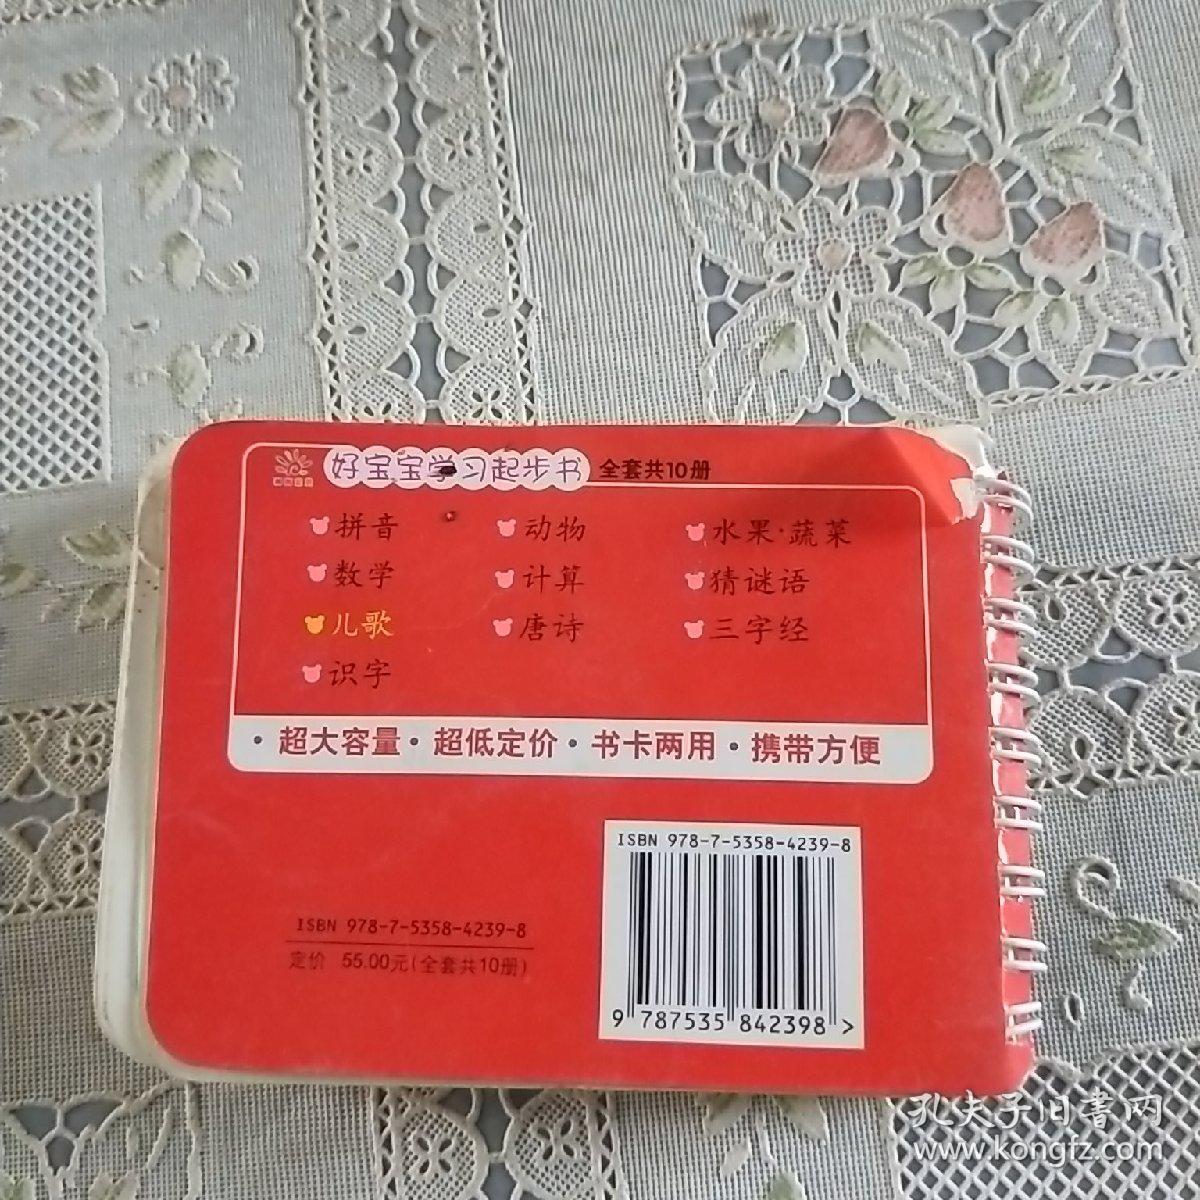 好宝宝学习起步书 全套共10册
拼音 动物 水果·蔬菜
数学 计算 猜谜语
儿歌 唐诗 三字经
识字
·超大容量·超低定价·书卡两用·携带方便
ISBN 978-7-5358-4239-8
9 787535 842398 >
ISBN 978-7-5358-4239-8
定价 55.00元(全套共10册)
孔夫子旧书网
www.kongfz.com